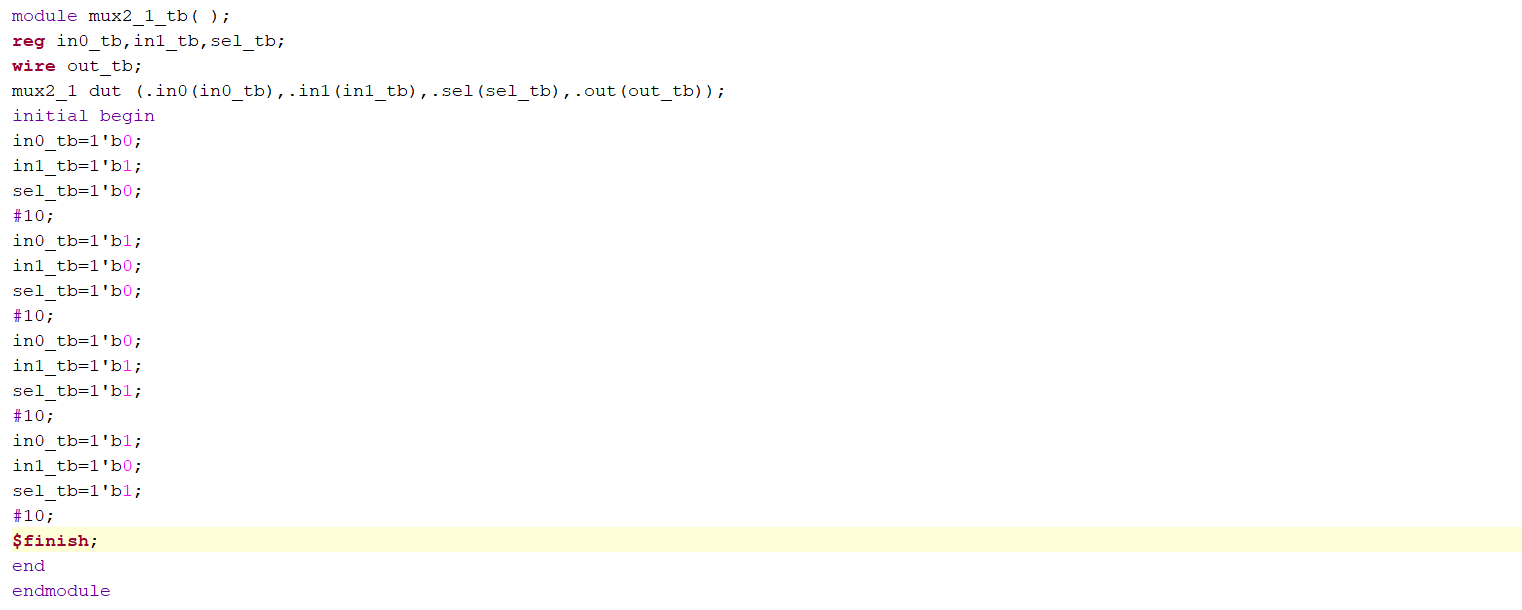 module mux2_1_tb( );
reg in0_tb,in1_tb,sel_tb;
wire out_tb;
mux2_1 dut (.in0(in0_tb),.in1(in1_tb),.sel(sel_tb),.out(out_tb));
initial begin
in0_tb=1'b0;
in1_tb=1'b1;
sel_tb=1'b0;
#10;
in0_tb=1'b1;
in1_tb=1'b0;
sel_tb=1'b0;
#10;
in0_tb=1'b0;
in1_tb=1'b1;
sel_tb=1'b1;
#10;
in0_tb=1'b1;
in1_tb=1'b0;
sel_tb=1'b1;
#10;
$finish;
end
endmodule